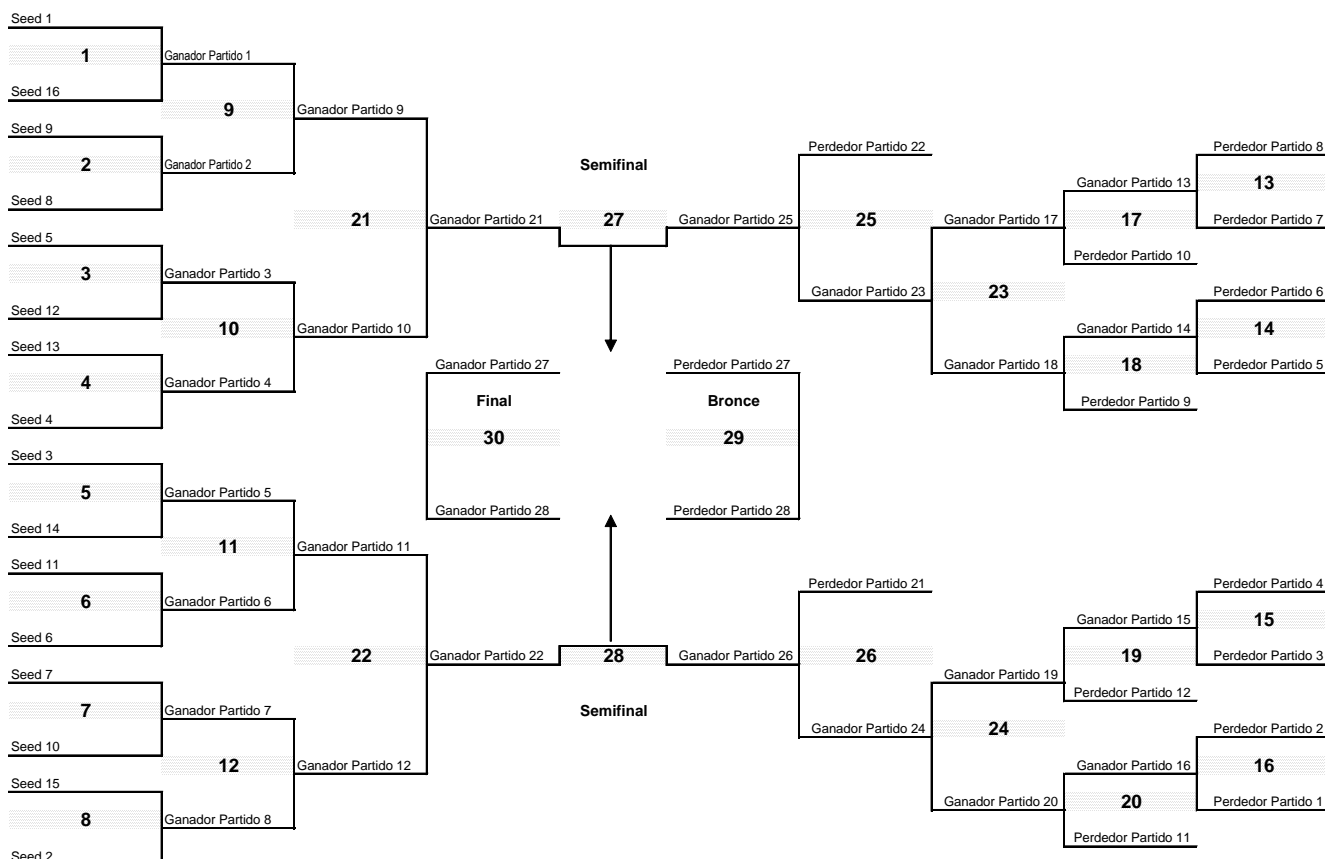 Seed 1
1
Ganador Partido 1
Seed 16
9
Ganador Partido 9
Seed 9
2
Ganador Partido 2
Seed 8
21
Ganador Partido 21
Seed 5
3
Ganador Partido 3
Seed 12
10
Ganador Partido 10
Seed 13
4
Ganador Partido 4
Seed 4
Seed 3
5
Ganador Partido 5
Seed 14
11
Ganador Partido 11
Seed 11
6
Ganador Partido 6
Seed 6
22
Ganador Partido 22
Seed 7
7
Ganador Partido 7
Seed 10
12
Ganador Partido 12
Seed 15
8
Ganador Partido 8
Seed 2
Semifinal
27
Ganador Partido 25
Ganador Partido 27
Final
30
Ganador Partido 28
Perdedor Partido 27
Bronce
29
Perdedor Partido 28
28
Ganador Partido 26
Semifinal
Perdedor Partido 22
25
Ganador Partido 23
Ganador Partido 17
23
Ganador Partido 18
Ganador Partido 13
17
Perdedor Partido 10
Perdedor Partido 8
13
Perdedor Partido 7
Ganador Partido 14
18
Perdedor Partido 9
Perdedor Partido 6
14
Perdedor Partido 5
Perdedor Partido 21
26
Ganador Partido 24
Ganador Partido 19
24
Ganador Partido 20
Ganador Partido 15
19
Perdedor Partido 12
Perdedor Partido 4
15
Perdedor Partido 3
Ganador Partido 16
20
Perdedor Partido 11
Perdedor Partido 2
16
Perdedor Partido 1